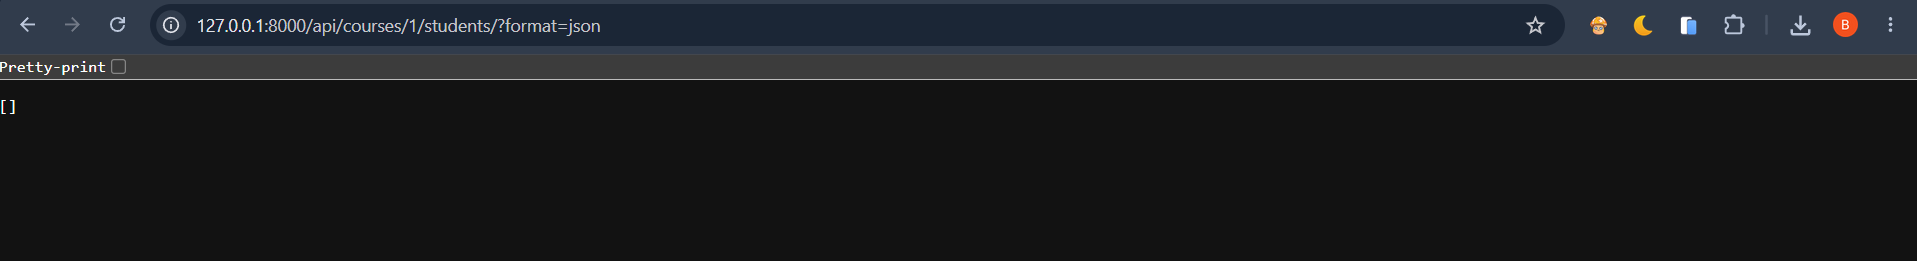 127.0.0.1:8000/api/courses/1/students/?format=json
B
Pretty-print
[]